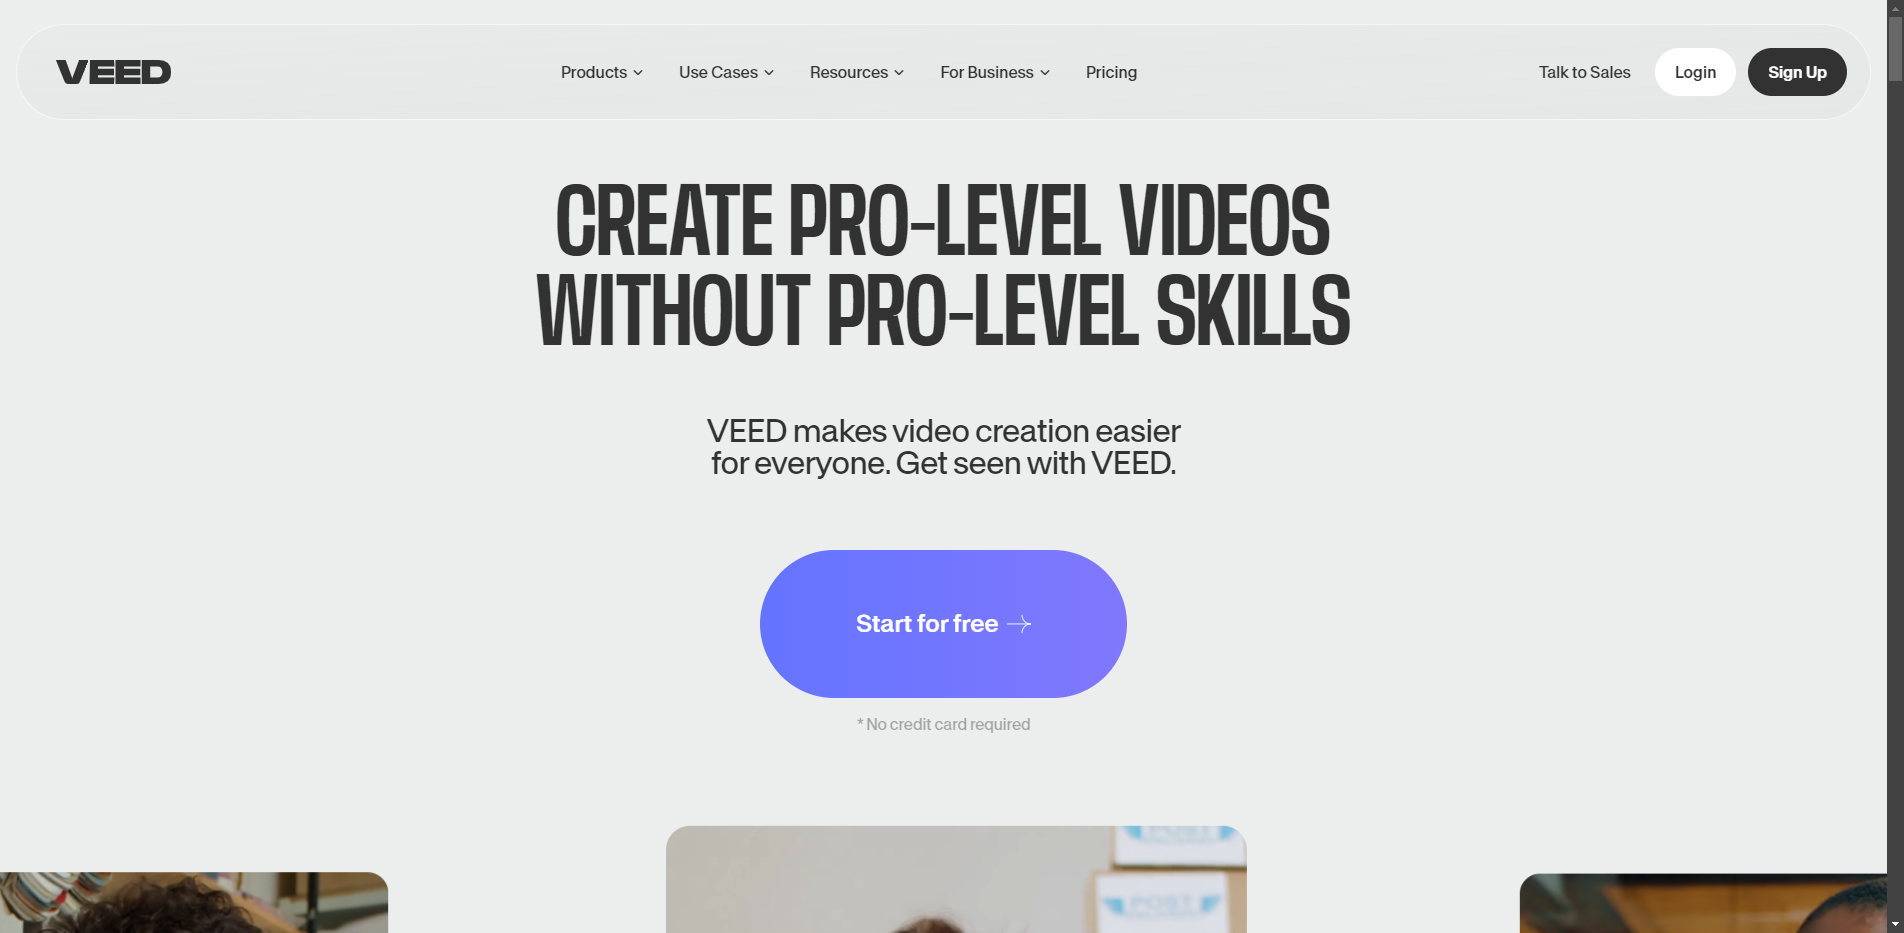 VEED
Products
Use Cases
Resources
For Business
Pricing
Talk to Sales
Login
Sign Up
CREATE PRO-LEVEL VIDEOS
WITHOUT PRO-LEVEL SKILLS
VEED makes video creation easier
for everyone. Get seen with VEED.
Start for free
* No credit card required
POST
POST